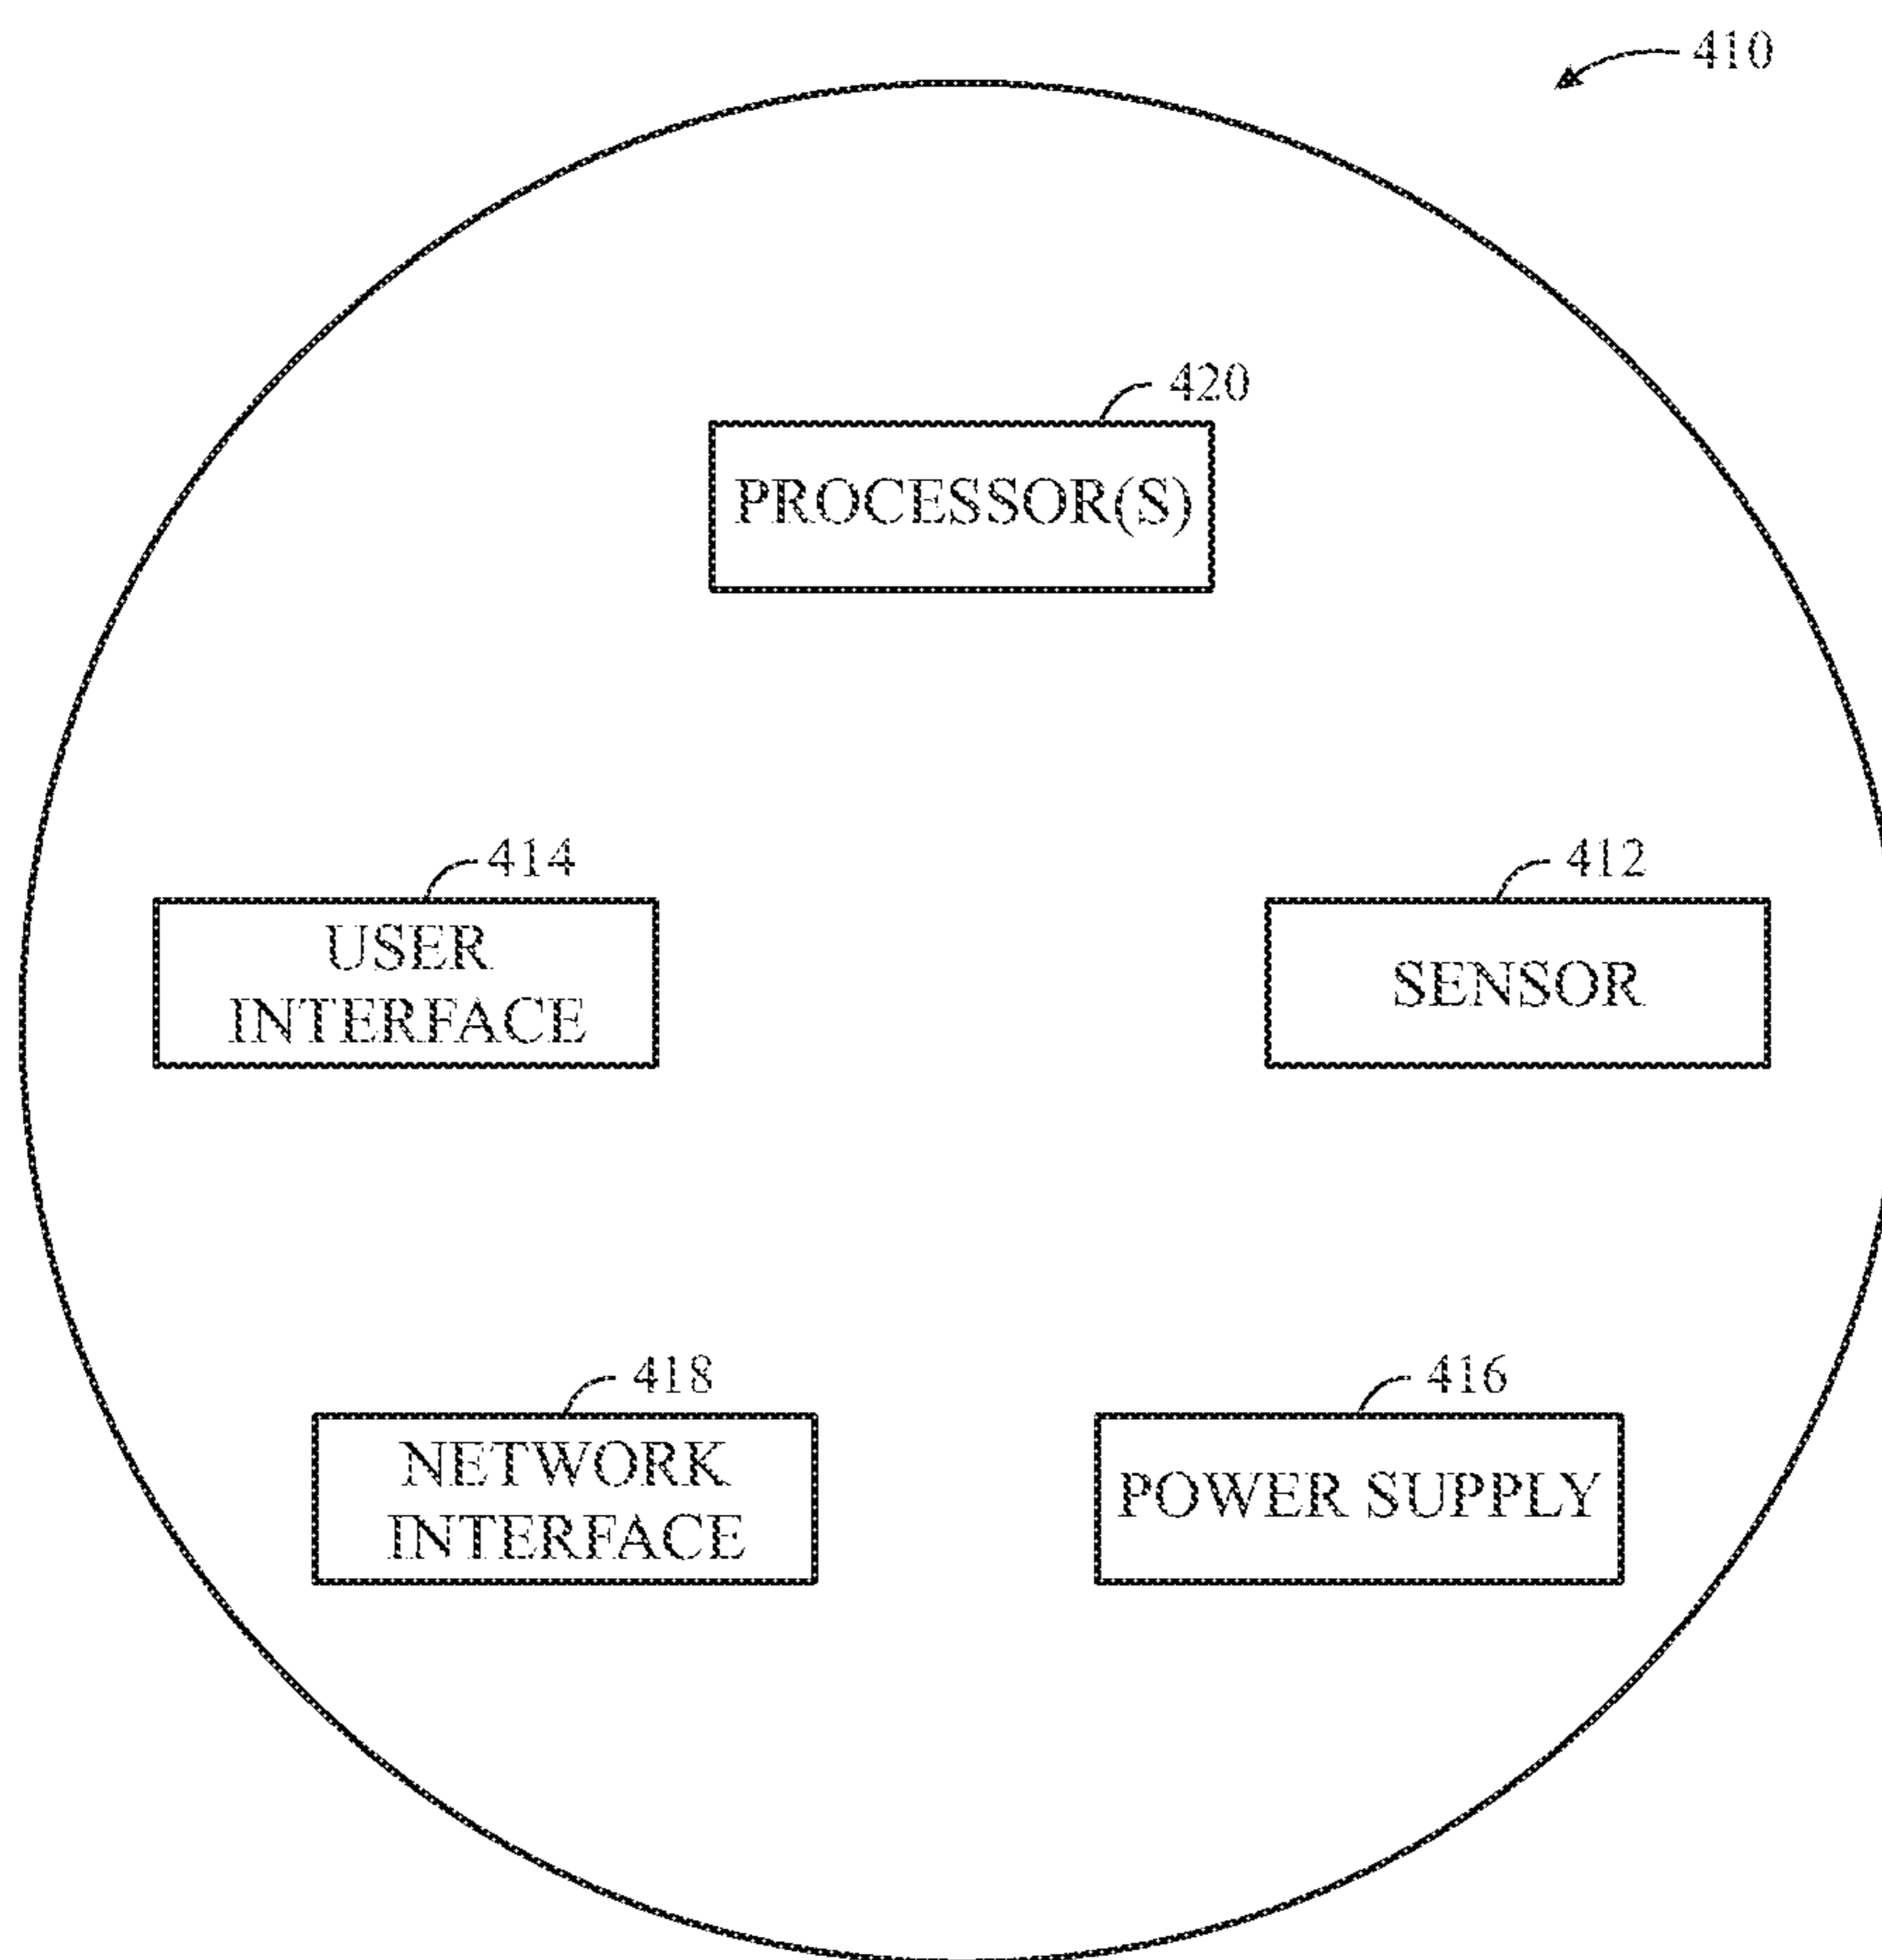 410
420
PROCESSOR(S)
414
USER
INTERFACE
412
SENSOR
418
NETWORK
INTERFACE
416
POWER SUPPLY